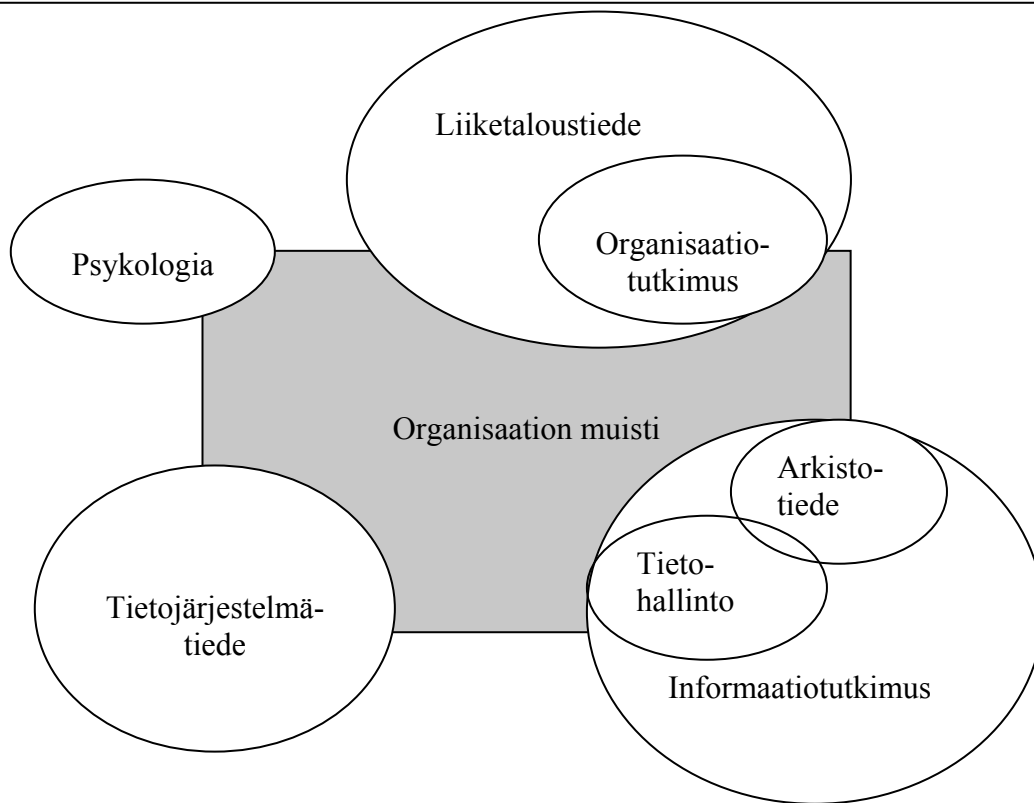 Liiketaloustiede
Organisaatio-
tutkimus
Psykologia
Organisaation muisti
Arkisto-
tiede
Tieto-
hallinto
Tietojärjestelmä-
tiede
Informaatiotutkimus